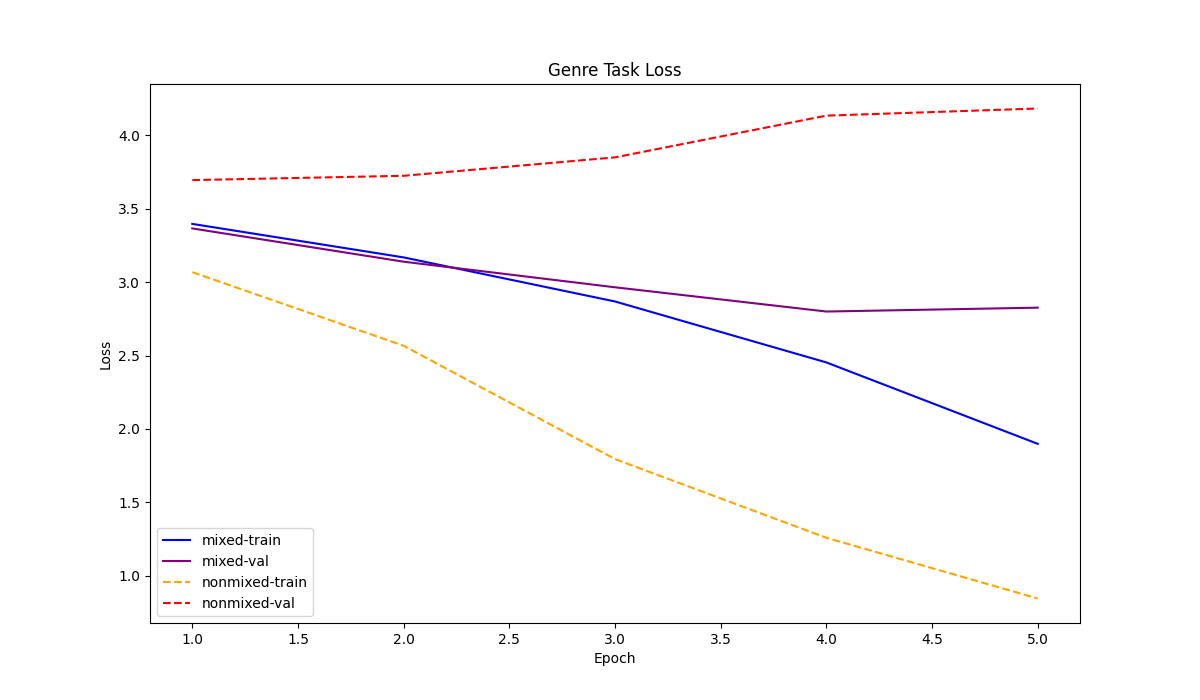 Genre Task Loss
4.0
3.5
3.0
2.5
2.0
1.5
1.0
Loss
mixed-train
mixed-val
nonmixed-train
nonmixed-val
1.0 1.5 2.0 2.5 3.0 3.5 4.0 4.5 5.0
Epoch